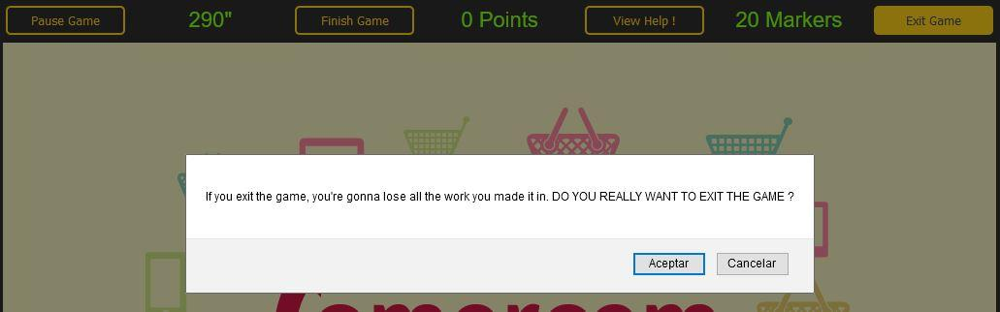 Pause Game
290"
Finish Game
0 Points
View Help !
20 Markers
Exit Game
If you exit the game, you're gonna lose all the work you made it in. DO YOU REALLY WANT TO EXIT THE GAME ?
Aceptar
Cancelar